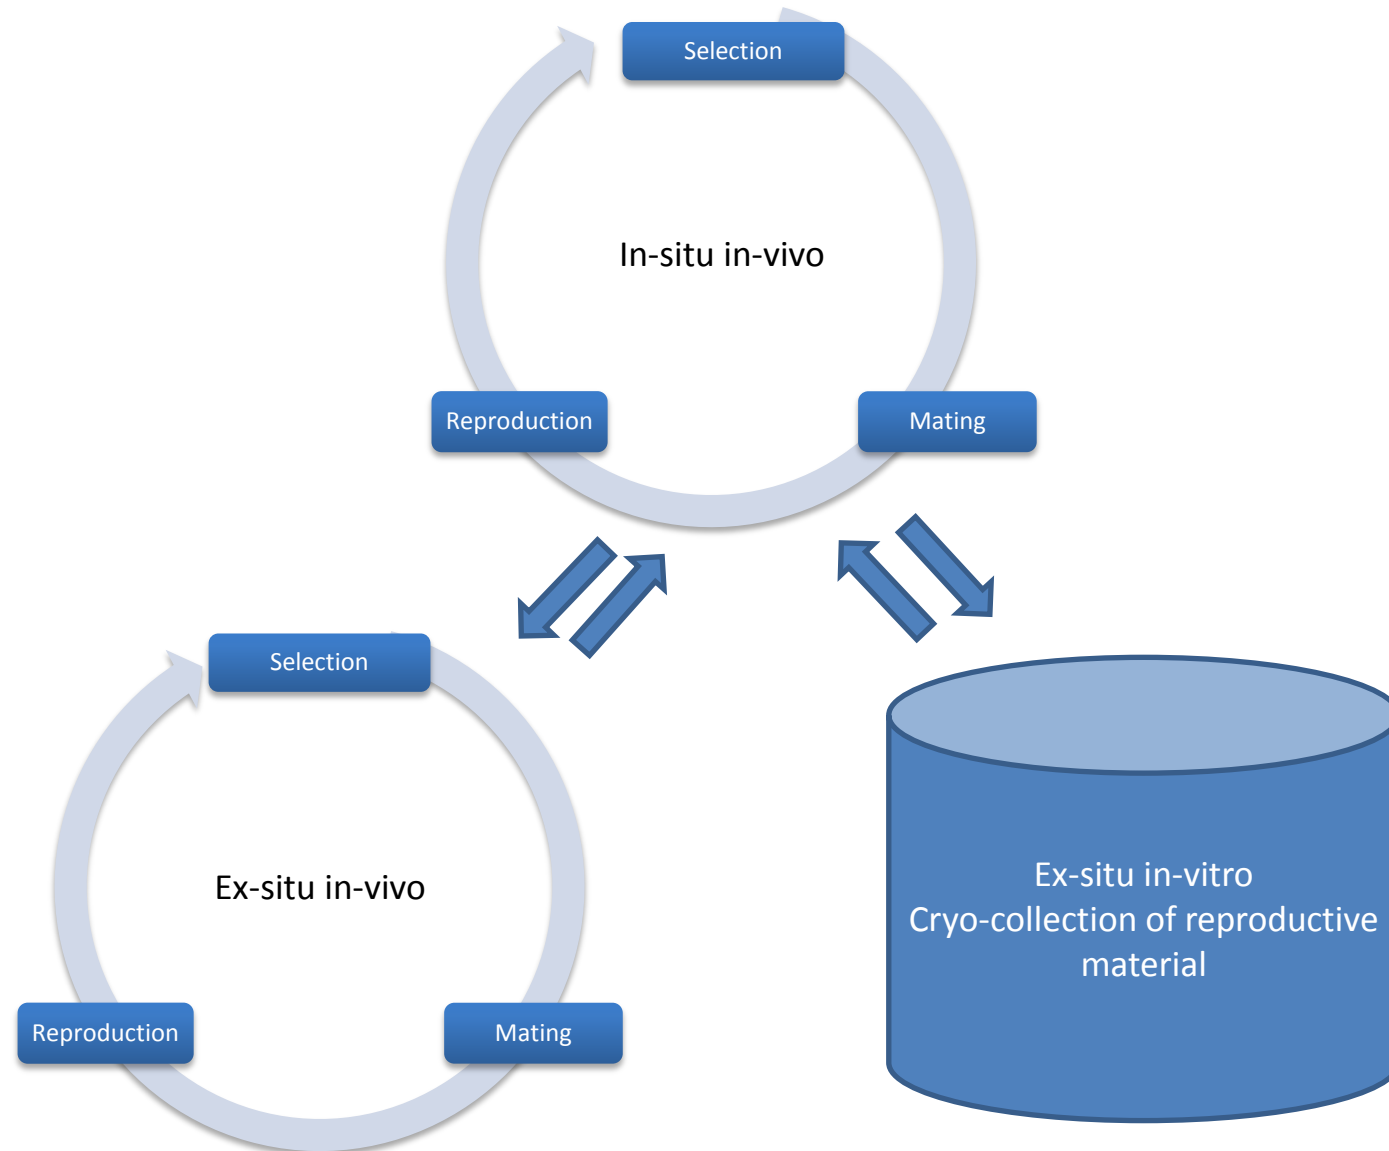 Selection
In-situ in-vivo
Reproduction
Mating
Selection
Ex-situ in-vivo
Reproduction
Mating
Ex-situ in-vitro
Cryo-collection of reproductive
material